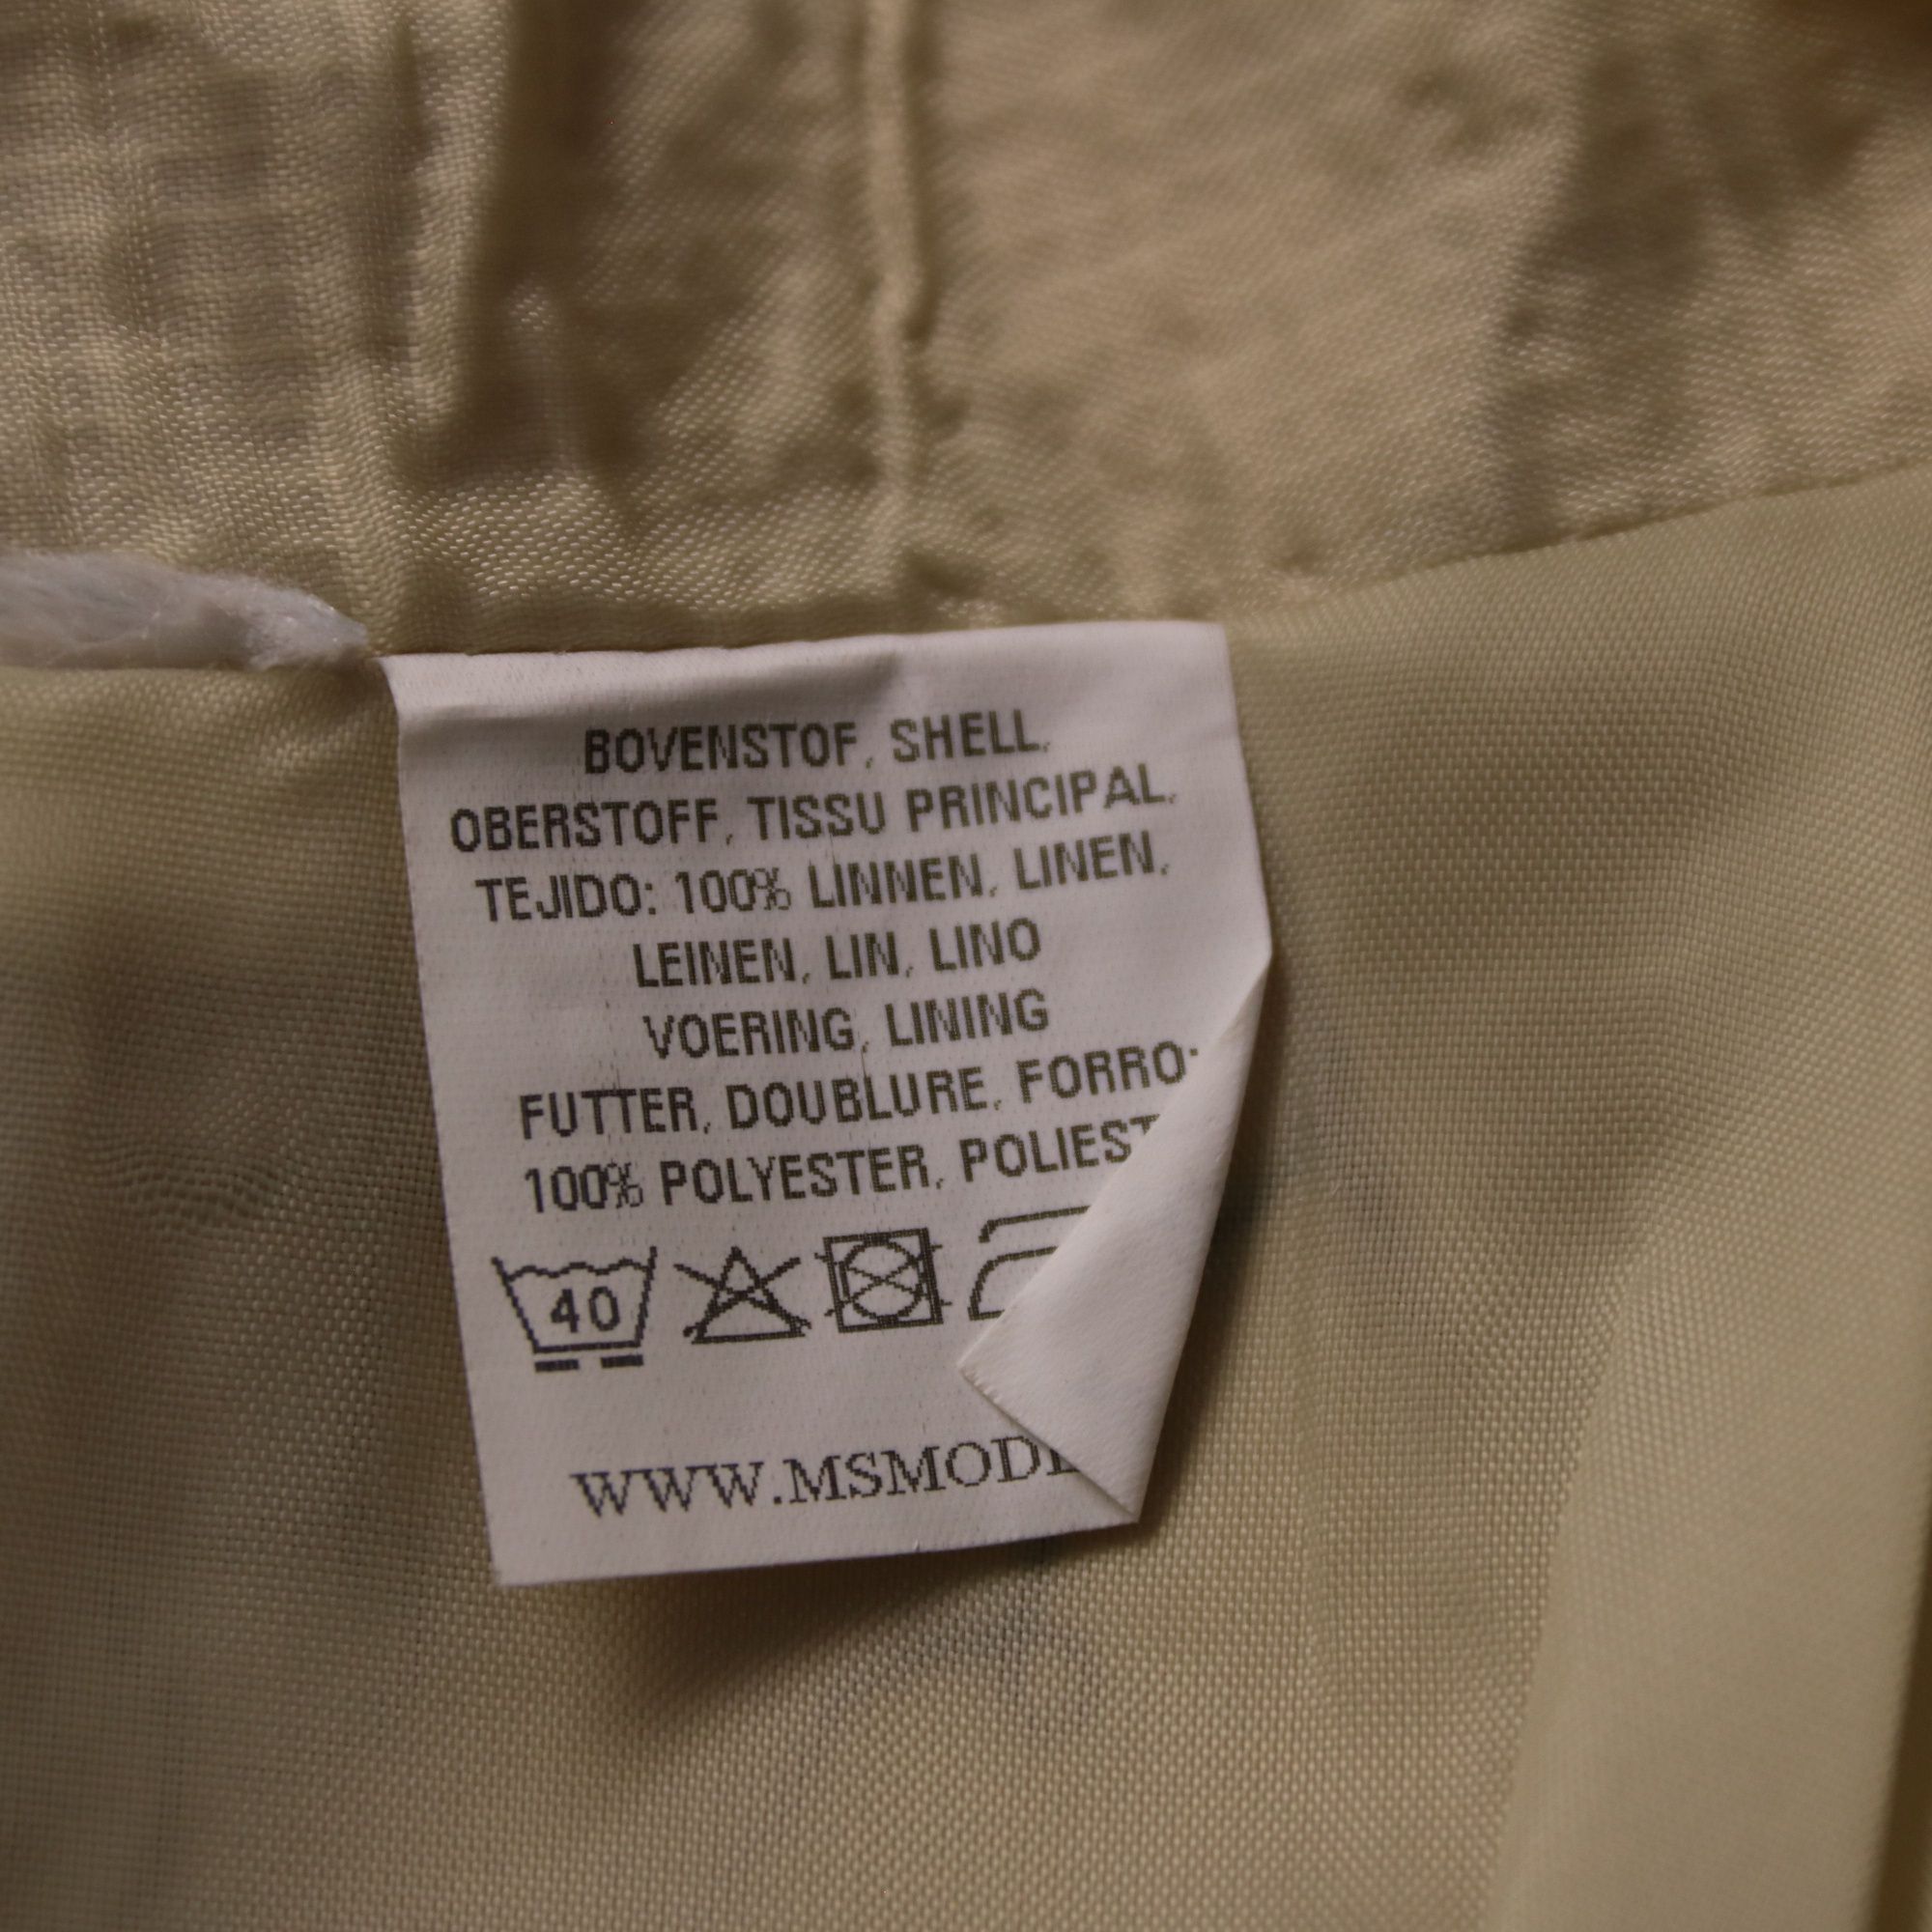 BOVENSTOF, SHELL,
OBERSTOFF, TISSU PRINCIPAL,
TEJIDO: 100% LINNEN, LINEN,
LEINEN, LIN, LINO
VOERING, LINING
FUTTER, DOUBLURE, FORRO:
100% POLYESTER, POLIEST
40
WWW.MSMODE